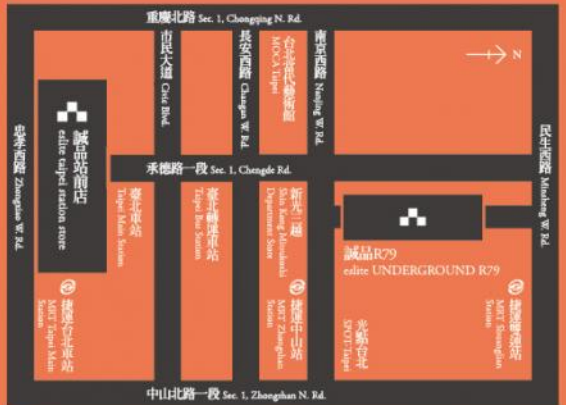 重慶北路 Sec. 1, Chongqing N. Rd.
市民大道 Civic Blvd.
長安西路 Changan W. Rd.
台北當代藝術館
MOCA Taipei
南京西路 Nanjing W. Rd.
N
忠孝西路 Zhongxiao W. Rd.
誠品站前店
eslite taipei station store
民生西路 Minsheng W. Rd.
承德路一段 Sec. 1, Chengde Rd.
臺北車站
Taipei Main Station
臺北轉運車站
Taipei Bus Station
新光三越
Shin Kong Mitsukoshi
Department Store
誠品R79
eslite UNDERGROUND R79
捷運台北車站
MRT Taipei Main
Station
捷運中山站
MRT Zhongshan
Station
光點台北
SPOT-Taipei
捷運雙連站
MRT Shuanglian
Station
中山北路一段 Sec. 1, Zhongshan N. Rd.